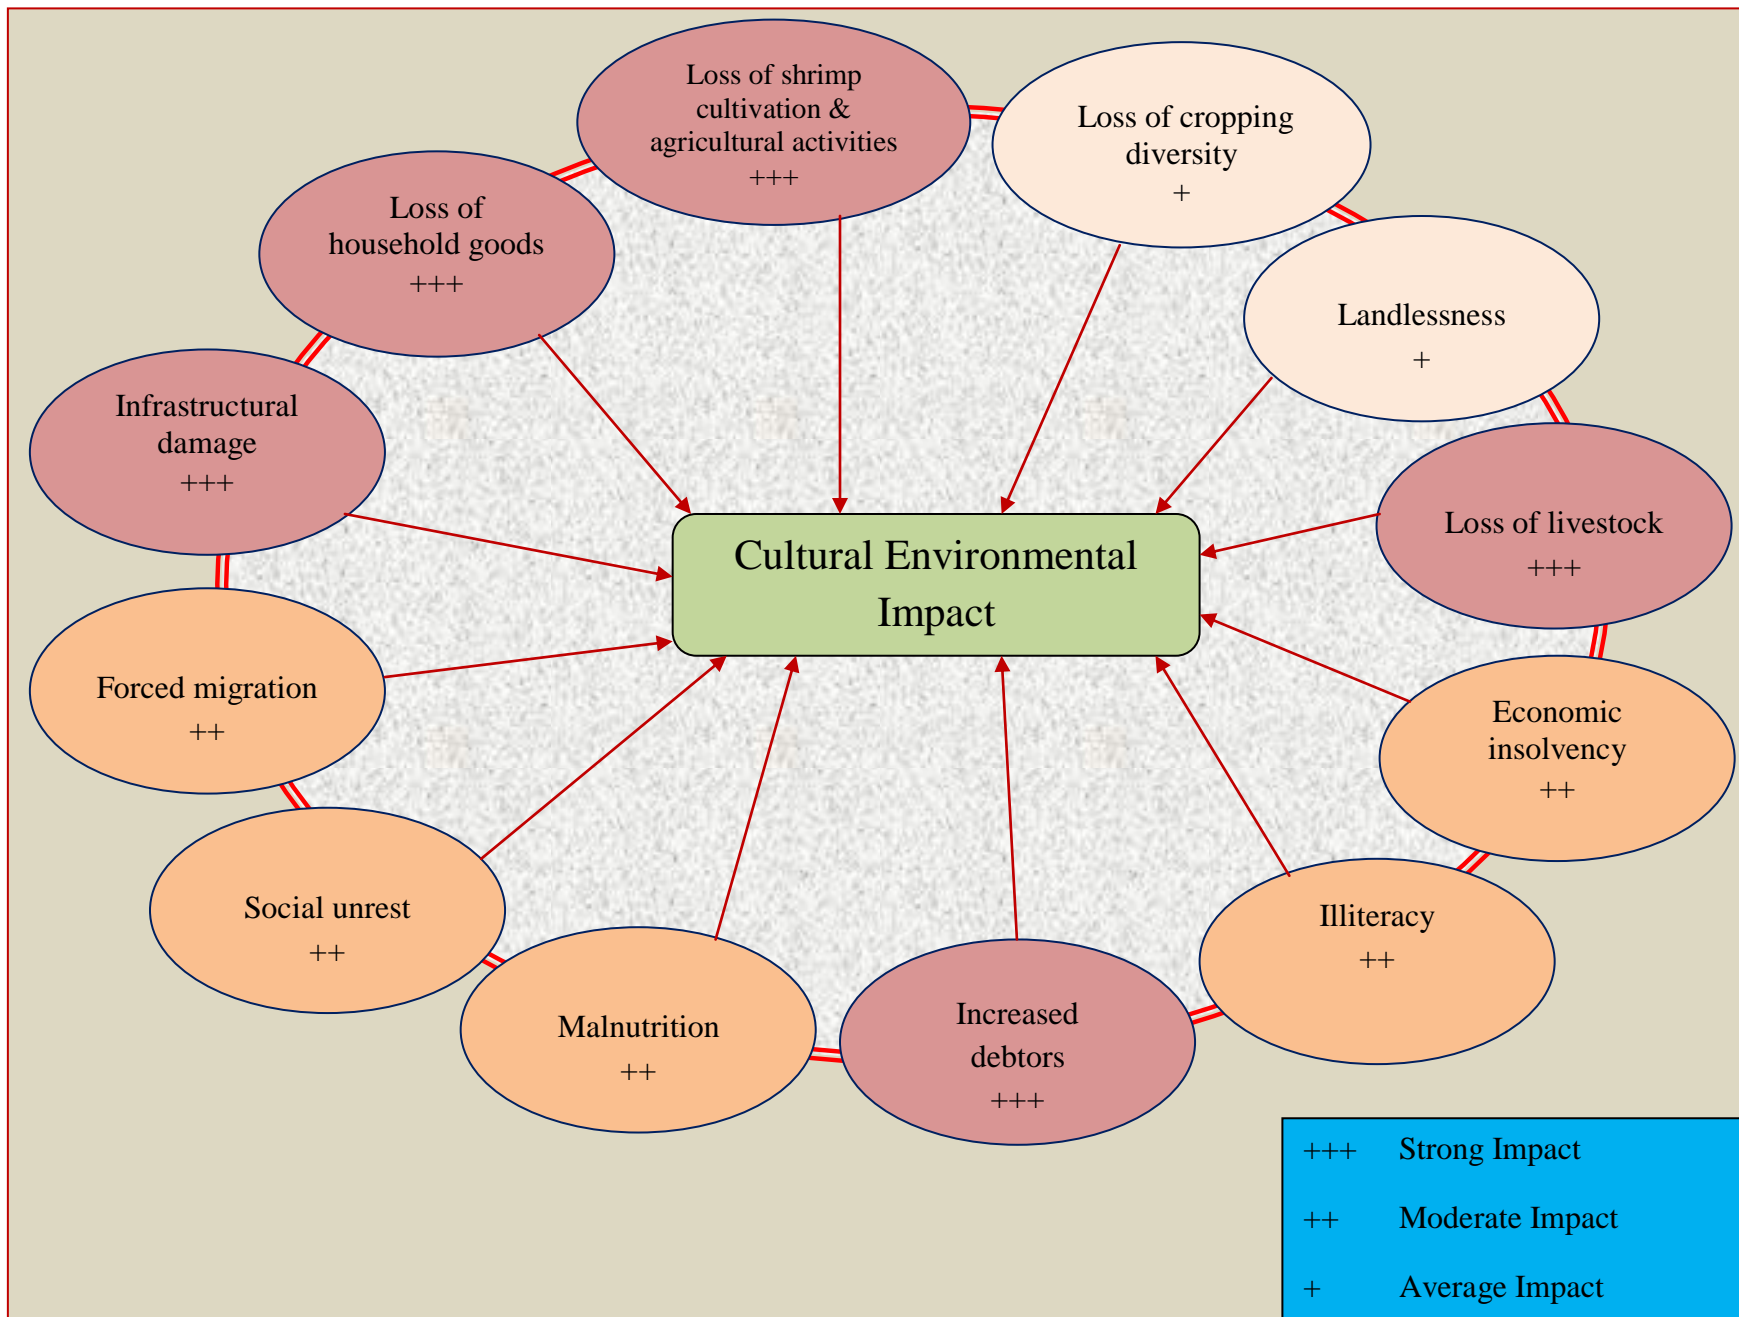 Loss of shrimp
cultivation &
agricultural activities
+++
Loss of cropping
diversity
+
Loss of
household goods
+++
Landlessness
+
Infrastructural
damage
+++
Loss of livestock
+++
Cultural Environmental
Impact
Forced migration
++
Economic
insolvency
++
Social unrest
++
Illiteracy
++
Malnutrition
++
Increased
debtors
+++
+++ Strong Impact
++ Moderate Impact
+ Average Impact